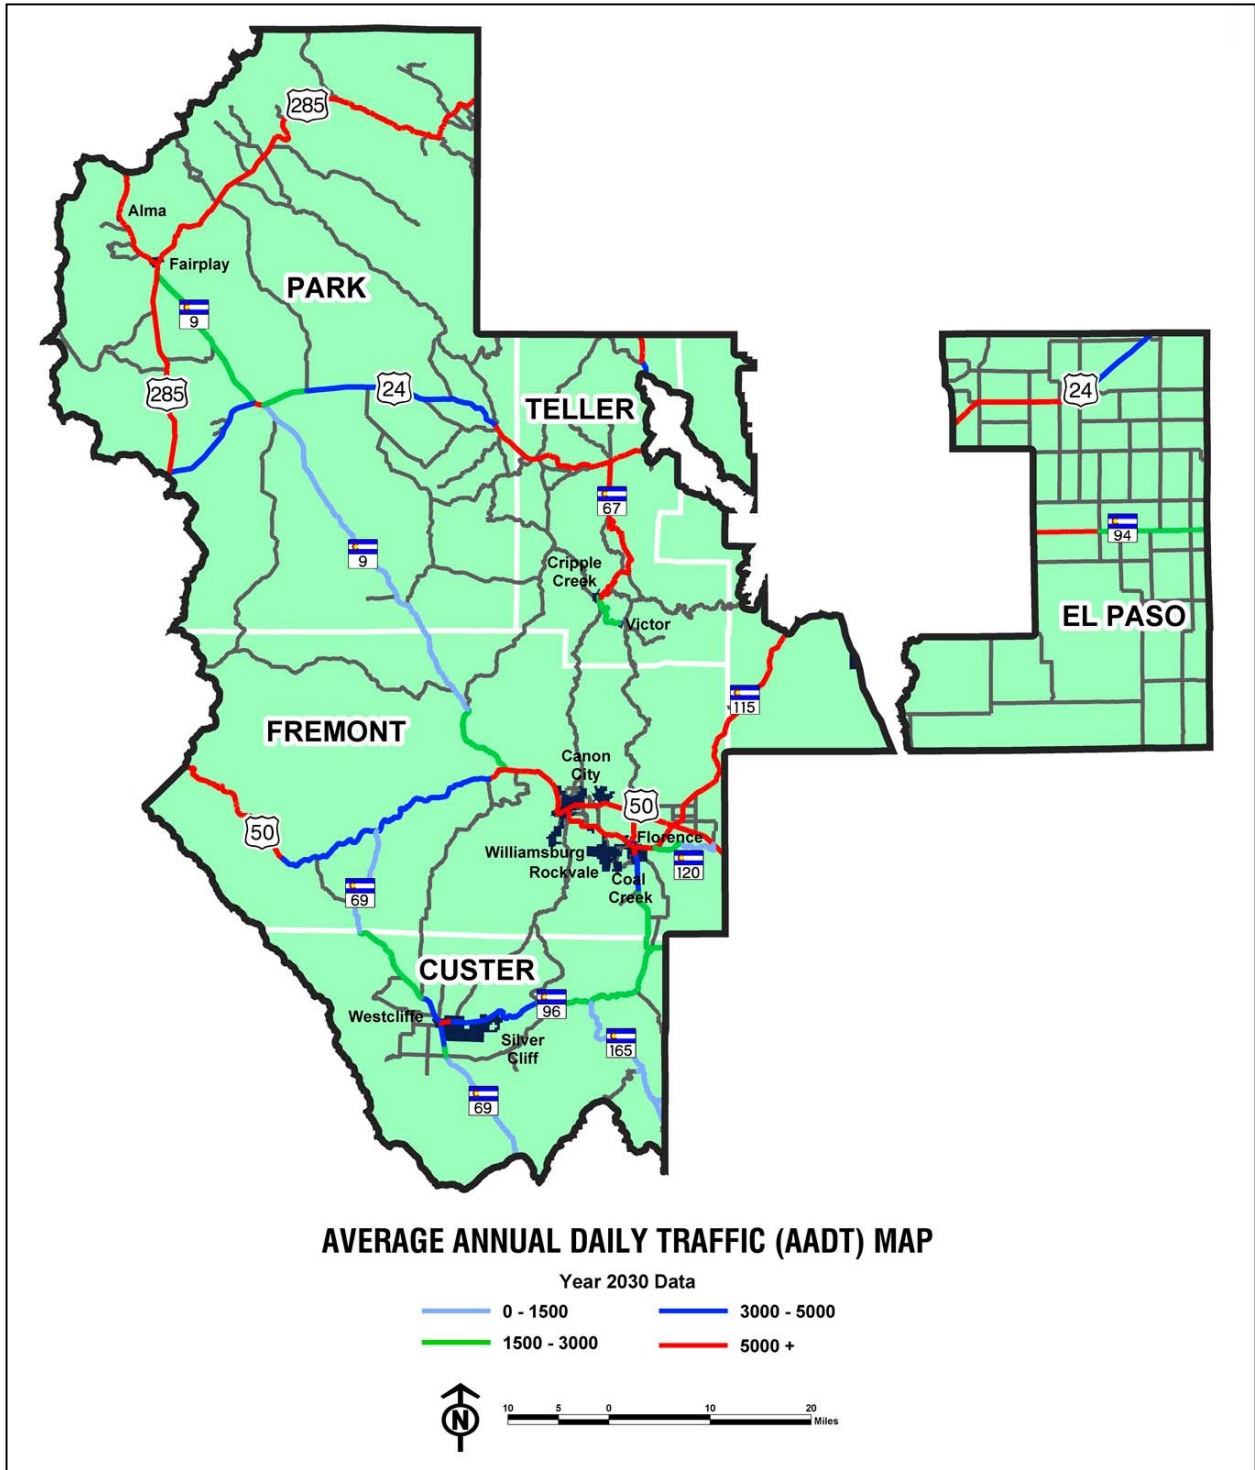 285
Alma
Fairplay
PARK
9
285
24
TELLER
24
67
9
94
Cripple
Creek
Victor
EL PASO
115
FREMONT
Canon
City
50
50
Florence
Williamsburg
Rockvale
120
Coal
Creek
69
CUSTER
96
Westcliffe
Silver
Cliff
165
69
AVERAGE ANNUAL DAILY TRAFFIC (AADT) MAP
Year 2030 Data
0 - 1500
3000 - 5000
1500 - 3000
5000 +
N
10 5 0 10 20
Miles